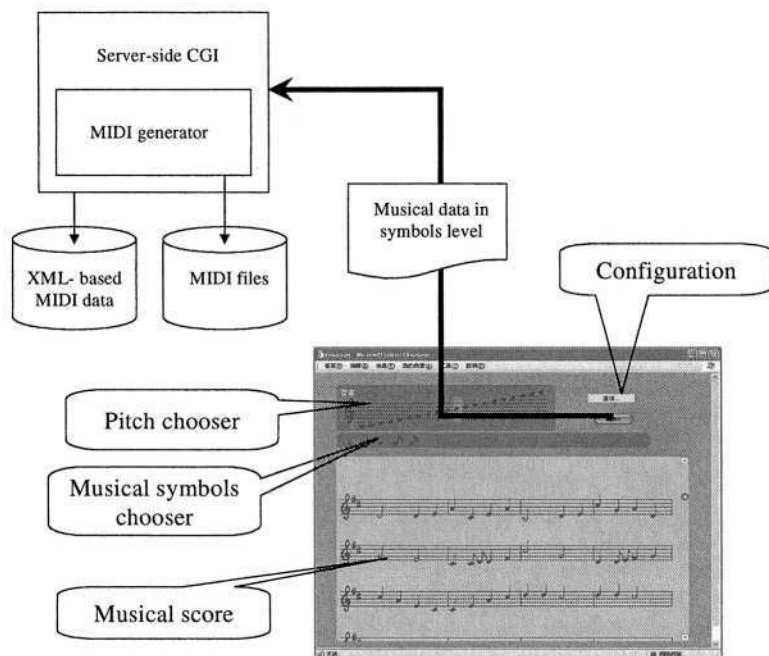 Server-side CGI
MIDI generator
XML- based
MIDI data
MIDI files
Musical data in
symbols level
Configuration
Pitch chooser
Musical symbols
chooser
Musical score